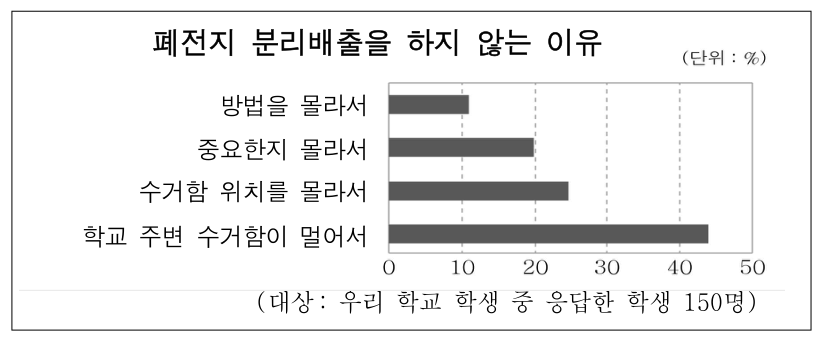 폐전지 분리배출을 하지 않는 이유
(단위 : %)
방법을 몰라서
중요한지 몰라서
수거함 위치를 몰라서
학교 주변 수거함이 멀어서
0 10 20 30 40 50
(대상: 우리 학교 학생 중 응답한 학생 150명)